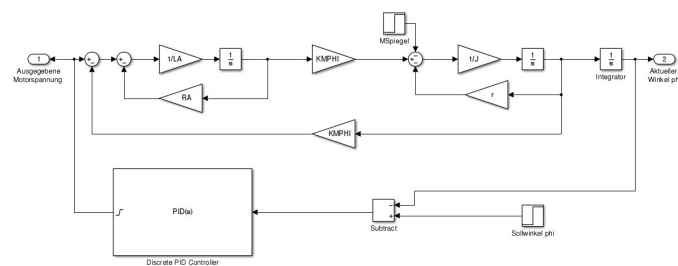 MSpiegel
1
Ausgegebene
Motorspannung
1/LA
1
s
KMPHI
1/J
1
s
1
s
Integrator
2
Aktueller
Winkel ph
RA
r
KMPHI
PID(s)
Discrete PID Controller
Subtract
Sollwinkel phi